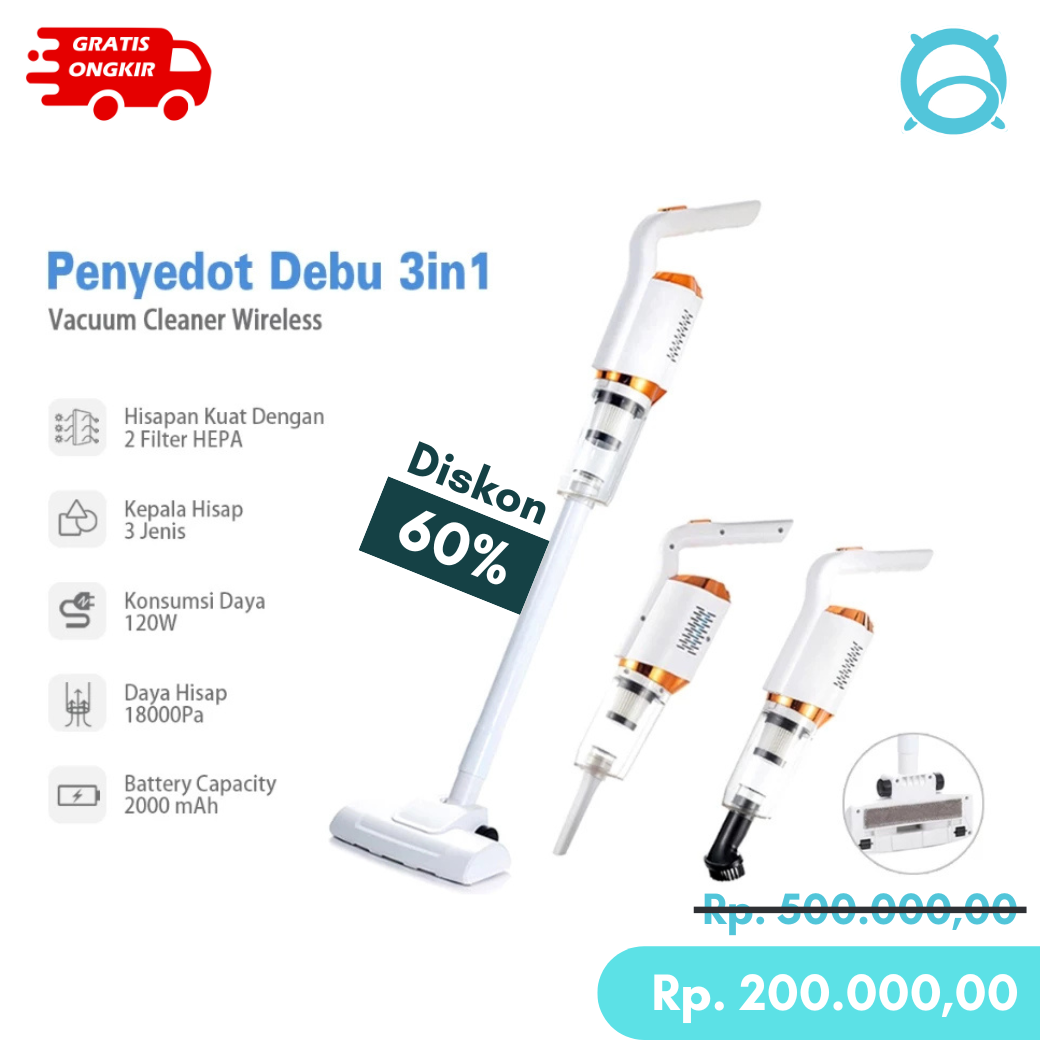 GRATIS
ONGKIR
Penyedot Debu 3in1
Vacuum Cleaner Wireless
Hisapan Kuat Dengan
2 Filter HEPA
Kepala Hisap
3 Jenis
Konsumsi Daya
120W
Daya Hisap
18000Pa
Battery Capacity
2000 mAh
Diskon
60%
Rp. 500.000,00
Rp. 200.000,00